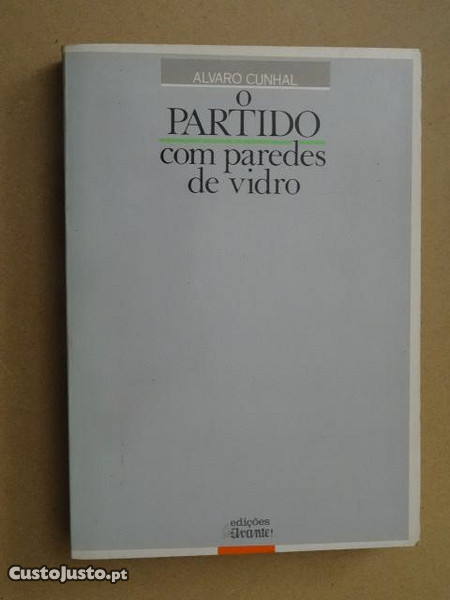 ALVARO CUNHAL
O
PARTIDO
com paredes
de vidro
edições
Avante!
CustoJusto.pt